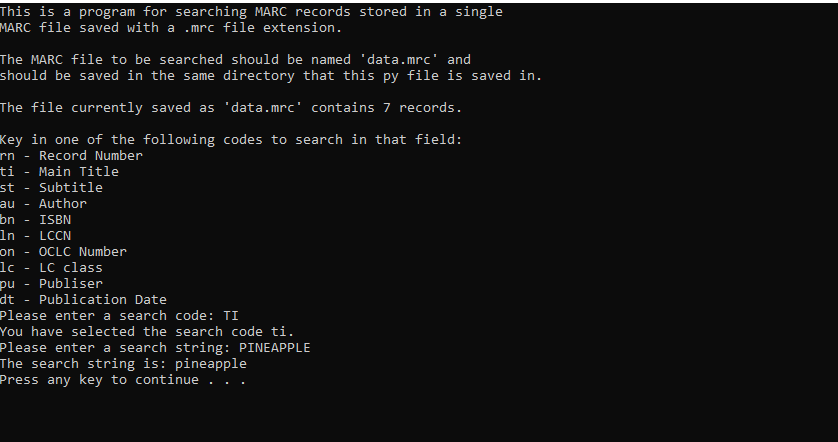 This is a program for searching MARC records stored in a single
MARC file saved with a .mrc file extension.
The MARC file to be searched should be named 'data.mrc' and
should be saved in the same directory that this py file is saved in.
The file currently saved as 'data.mrc' contains 7 records.
Key in one of the following codes to search in that field:
rn - Record Number
ti - Main Title
st - Subtitle
au - Author
bn - ISBN
ln - LCCN
on - OCLC Number
lc - LC class
pu - Publiser
dt - Publication Date
Please enter a search code: TI
You have selected the search code ti.
Please enter a search string: PINEAPPLE
The search string is: pineapple
Press any key to continue . . .